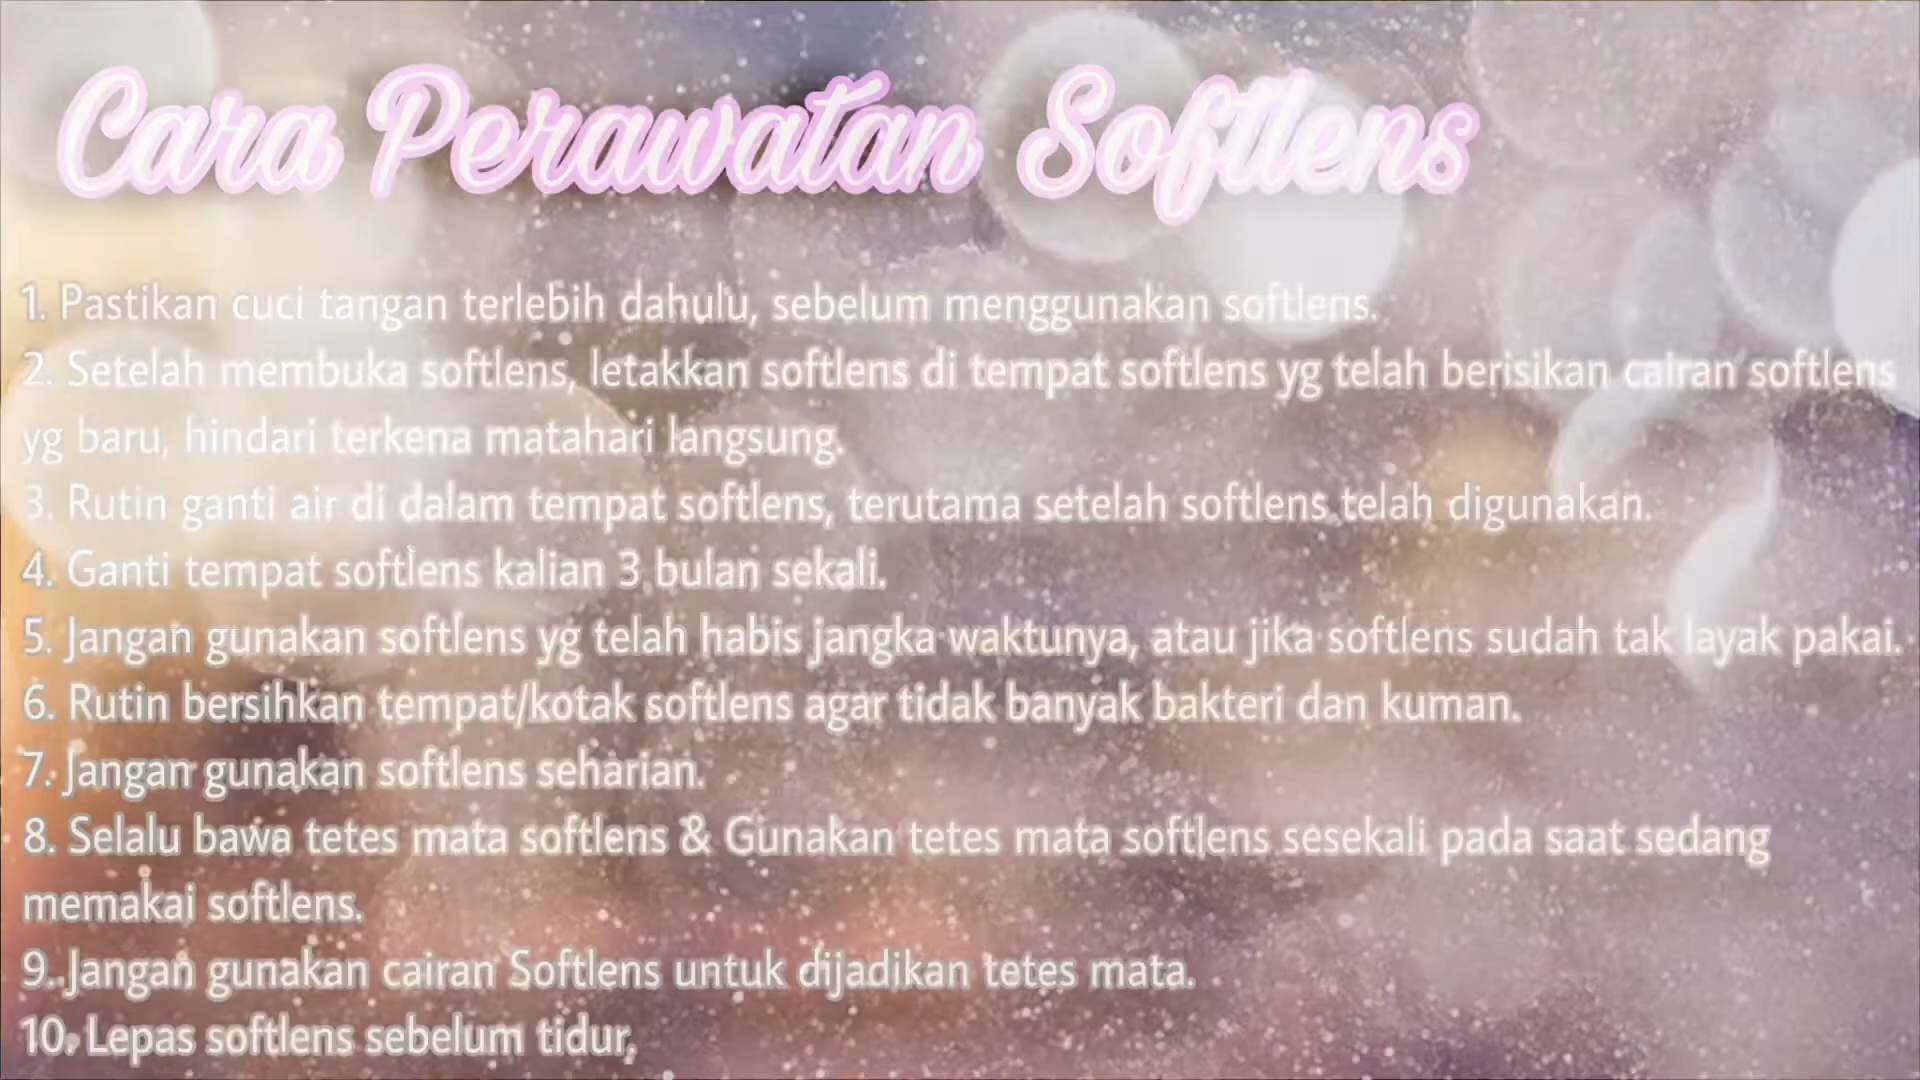 Cara Perawatan Softlens
1. Pastikan cuci tangan terlebih dahulu, sebelum menggunakan softlens.
2. Setelah membuka softlens, letakkan softlens di tempat softlens yg telah berisikan cairan softlens
yg baru, hindari terkena matahari langsung.
3. Rutin ganti air di dalam tempat softlens, terutama setelah softlens telah digunakan.
4. Ganti tempat softlens kalian 3 bulan sekali.
5. Jangan gunakan softlens yg telah habis jangka waktunya, atau jika softlens sudah tak layak pakai.
6. Rutin bersihkan tempat/kotak softlens agar tidak banyak bakteri dan kuman.
7. Jangan gunakan softlens seharian.
8. Selalu bawa tetes mata softlens & Gunakan tetes mata softlens sesekali pada saat sedang
memakai softlens.
9. Jangan gunakan cairan Softlens untuk dijadikan tetes mata.
10. Lepas softlens sebelum tidur,